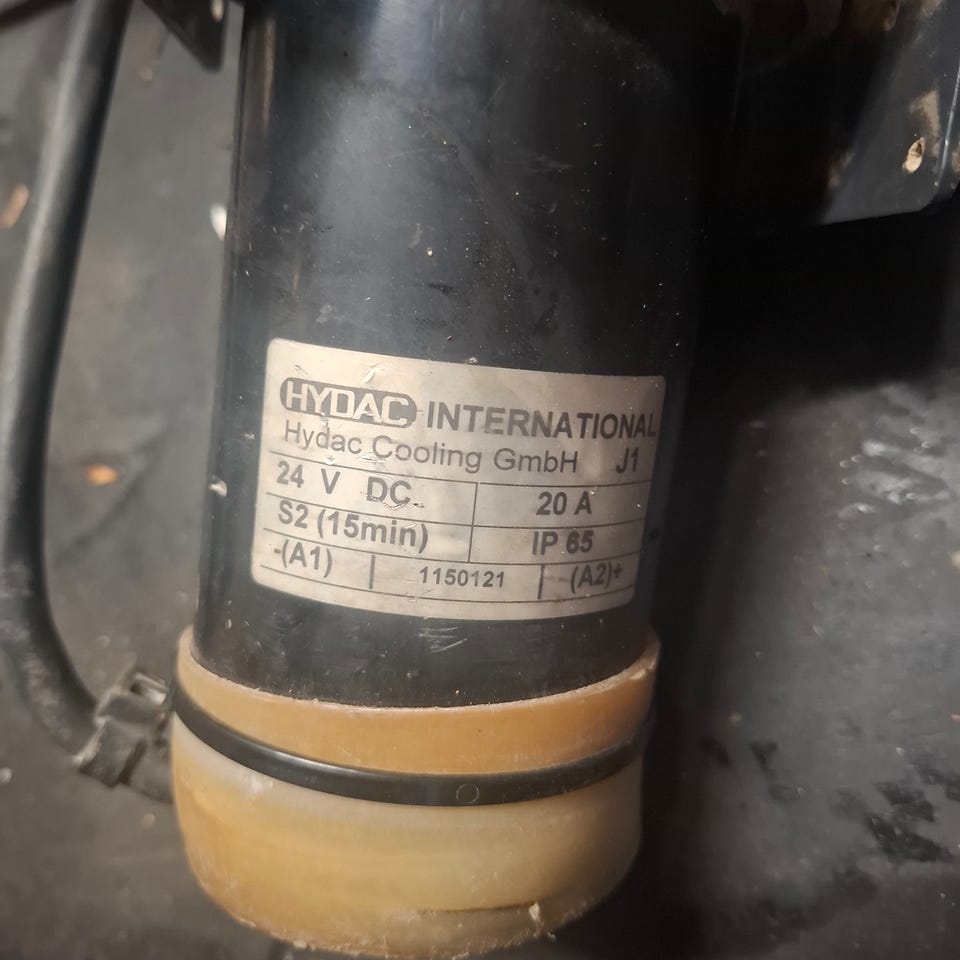 HYDAC INTERNATIONAL
Hydac Cooling GmbH J1
24 V DC 20 A
S2 (15min) IP 65
-(A1) 1150121 (A2)+